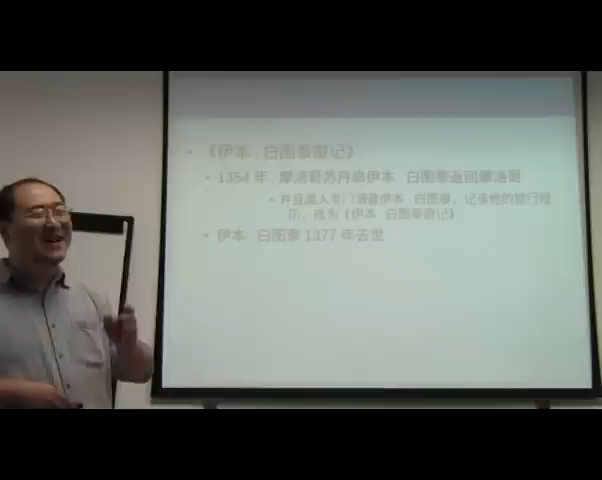 • 《伊本·白图泰游记》
• 1354 年，摩洛哥苏丹命伊本·白图泰返回摩洛哥
• 并且派人专门调查伊本·白图泰，记录他的旅行经
历，成为《伊本·白图泰游记》
• 伊本·白图泰 1377 年去世